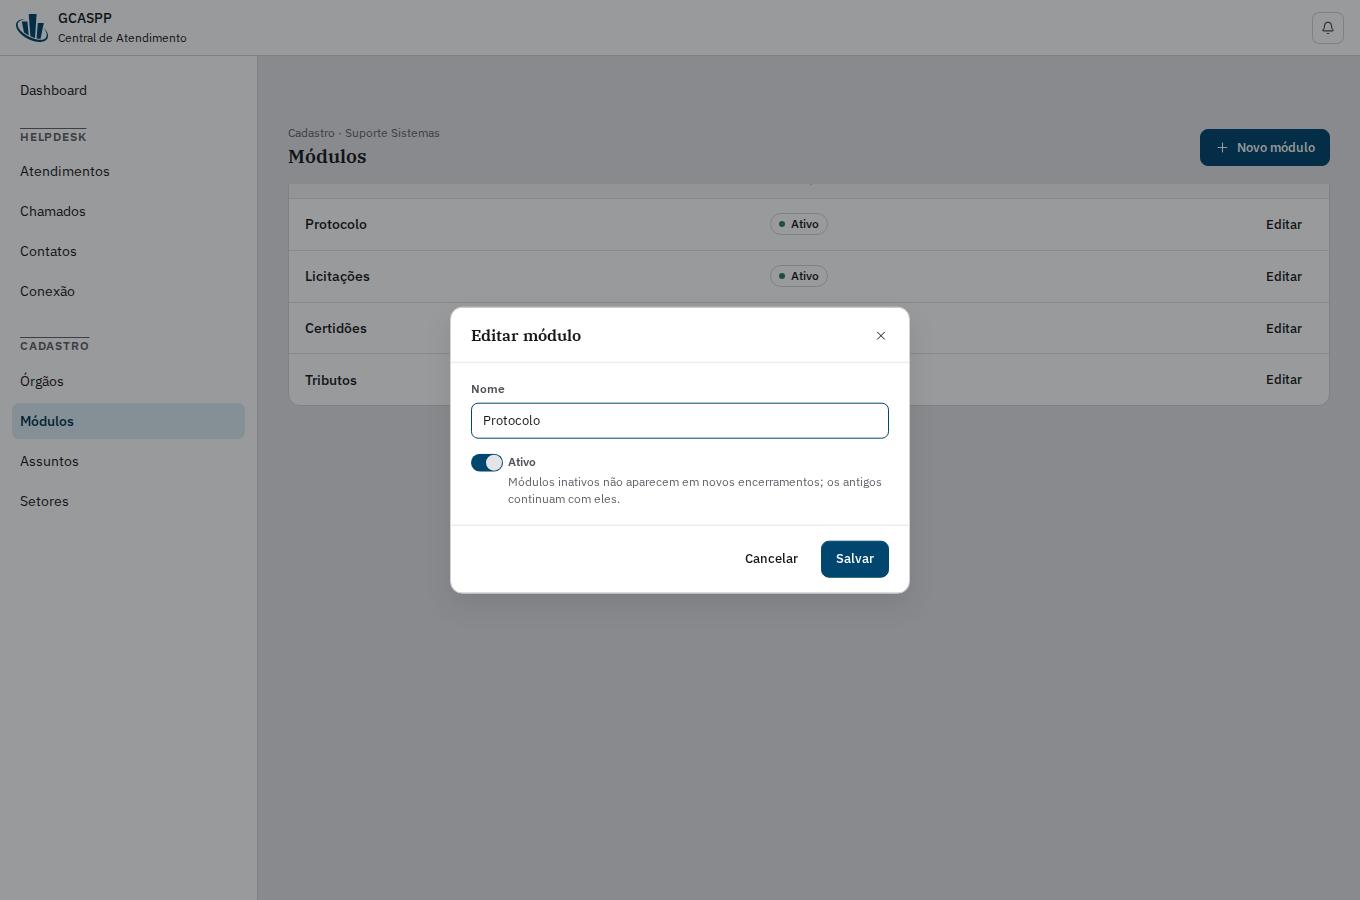 GCASPP
Central de Atendimento
Dashboard
HELPDESK
Atendimentos
Chamados
Contatos
Conexão
CADASTRO
Órgãos
Módulos
Assuntos
Setores
Cadastro · Suporte Sistemas
Módulos
Novo módulo
Protocolo
Ativo
Editar
Licitações
Ativo
Editar
Certidões
Editar
Tributos
Editar
Editar módulo
Nome
Protocolo
Ativo
Módulos inativos não aparecem em novos encerramentos; os antigos
continuam com eles.
Cancelar
Salvar